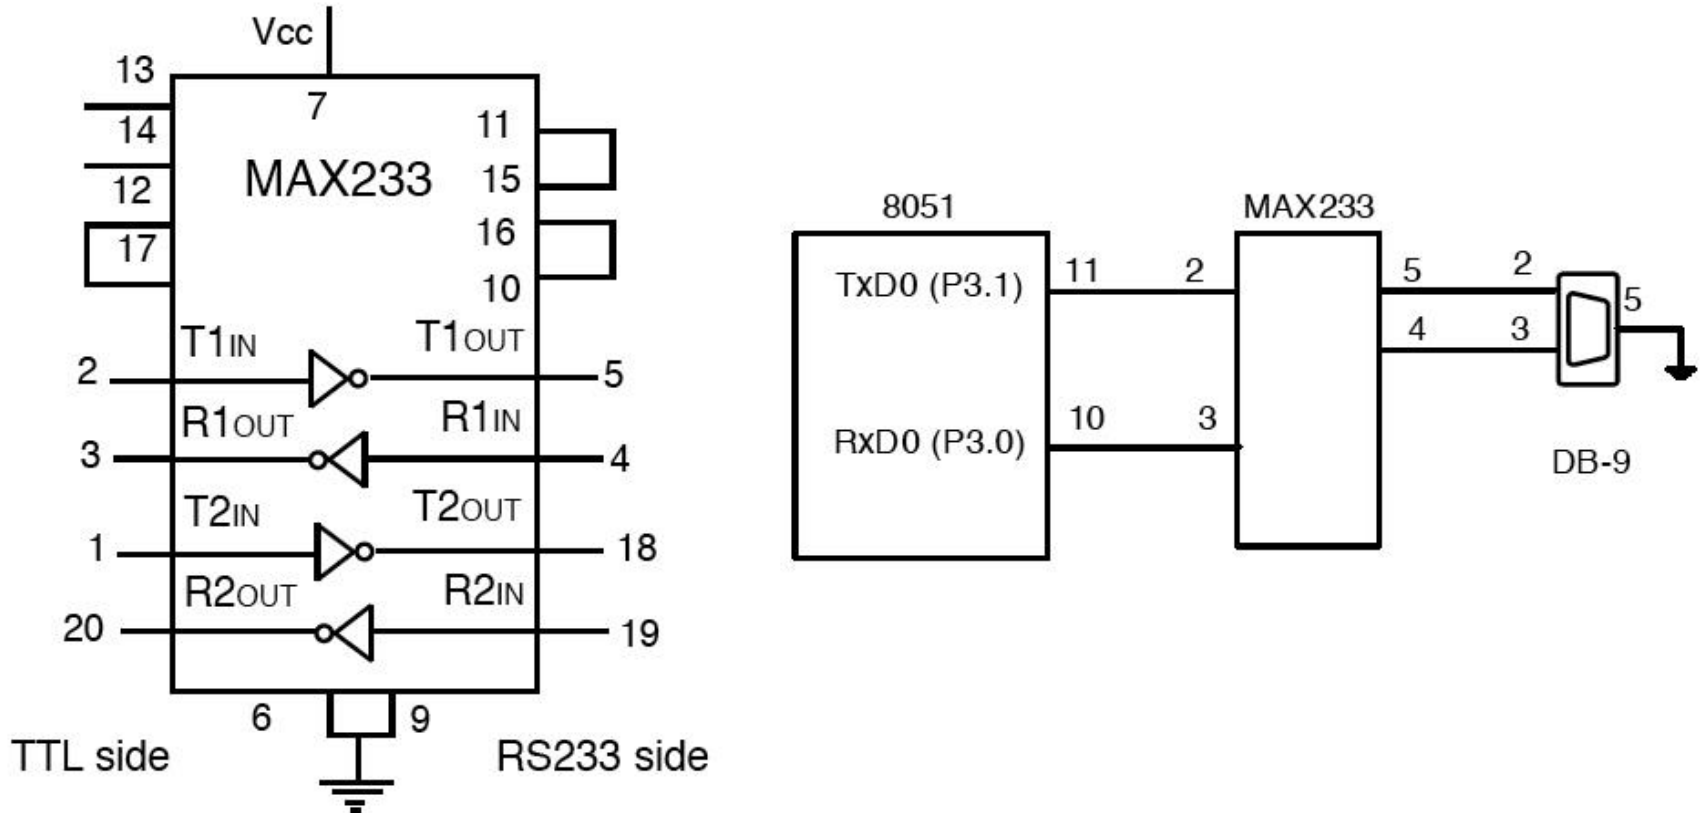 Vcc
13
7
14
11
MAX233
12
15
17
16
10
T1IN
T1OUT
2
5
R1OUT
R1IN
3
4
T2IN
T2OUT
1
18
R2OUT
R2IN
20
19
6
9
TTL side
RS233 side
8051
MAX233
TxD0 (P3.1)
11
2
5
2
5
4
3
RxD0 (P3.0)
10
3
DB-9